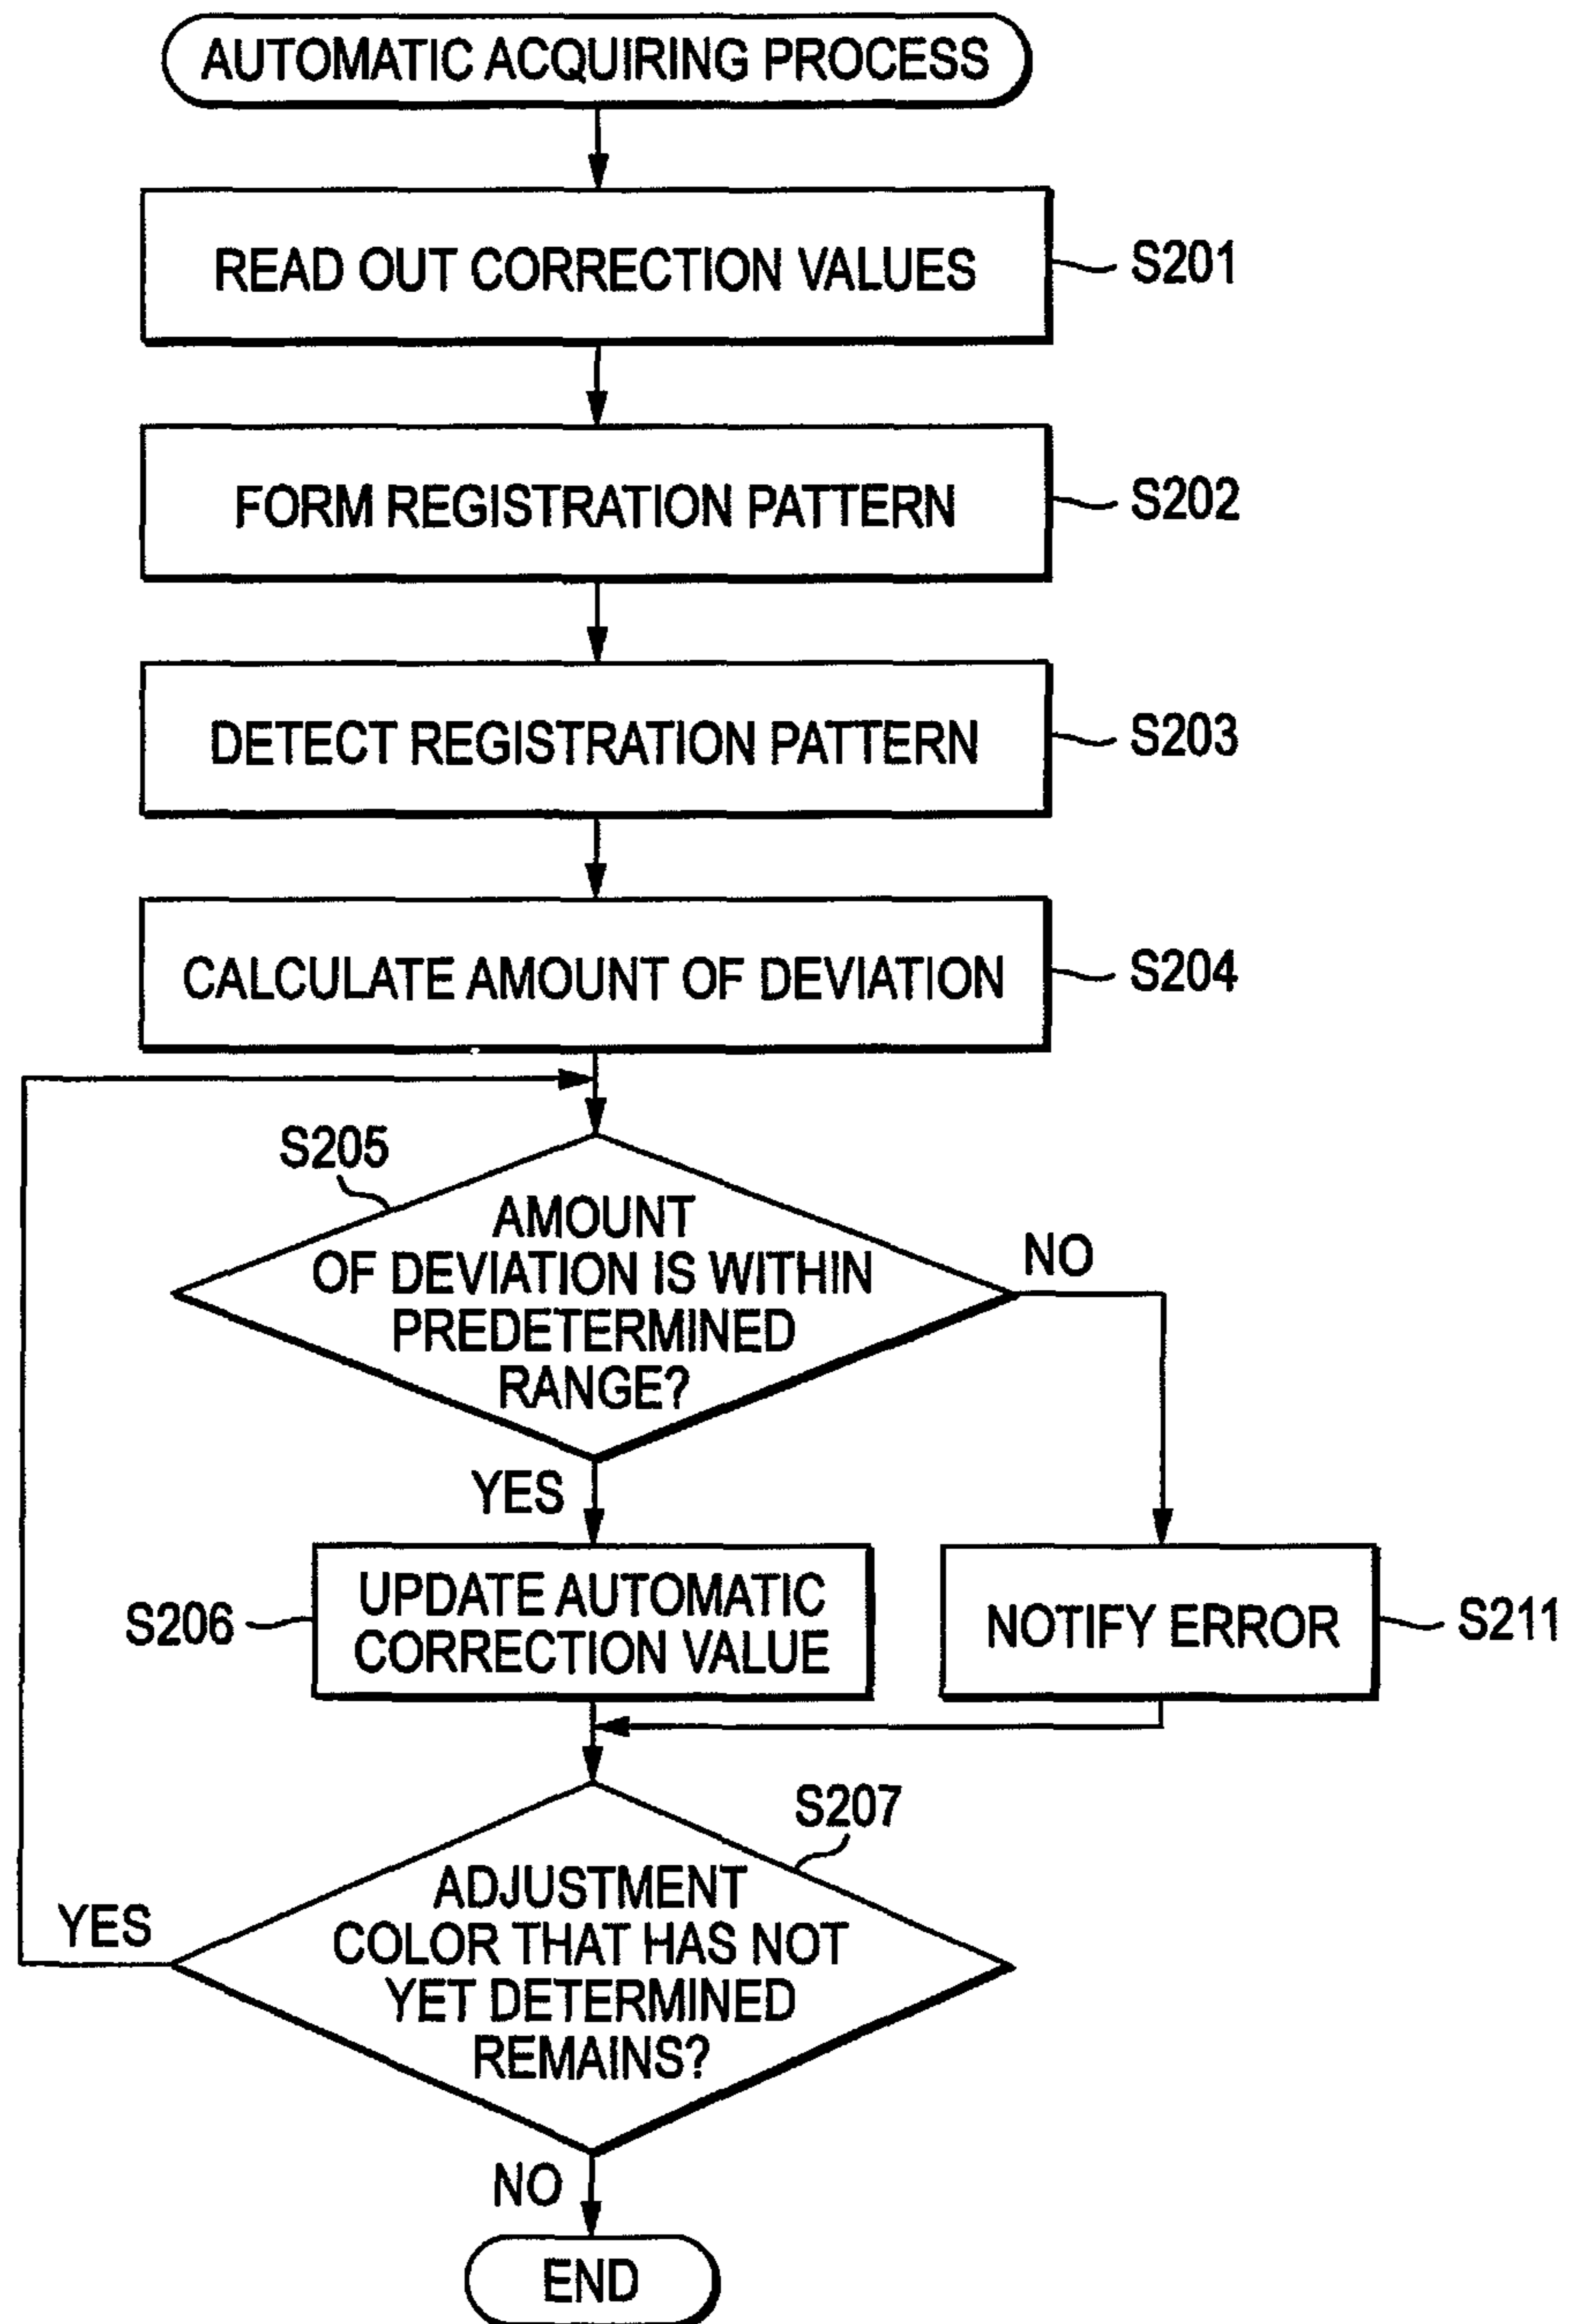 AUTOMATIC ACQUIRING PROCESS
READ OUT CORRECTION VALUES
S201
FORM REGISTRATION PATTERN
S202
DETECT REGISTRATION PATTERN
S203
CALCULATE AMOUNT OF DEVIATION
S204
S205
AMOUNT
OF DEVIATION IS WITHIN
PREDETERMINED
RANGE?
NO
YES
S206
UPDATE AUTOMATIC
CORRECTION VALUE
NOTIFY ERROR
S211
S207
ADJUSTMENT
COLOR THAT HAS NOT
YET DETERMINED
REMAINS?
YES
NO
END